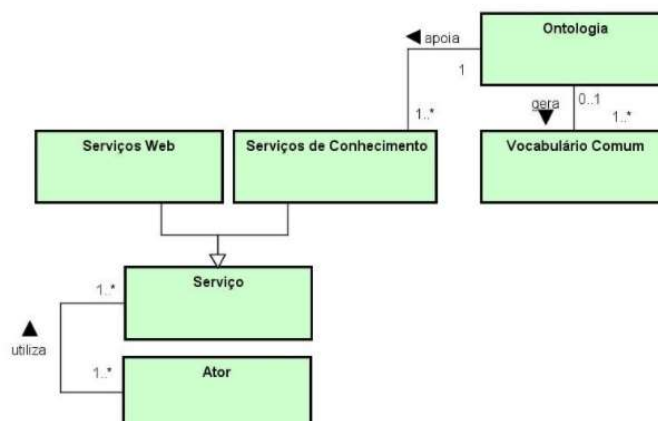 Ontologia
apoia
1
0..1
gera
1..*
1..*
Serviços Web
Serviços de Conhecimento
Vocabulário Comum
Serviço
1..*
utiliza
1..*
Ator